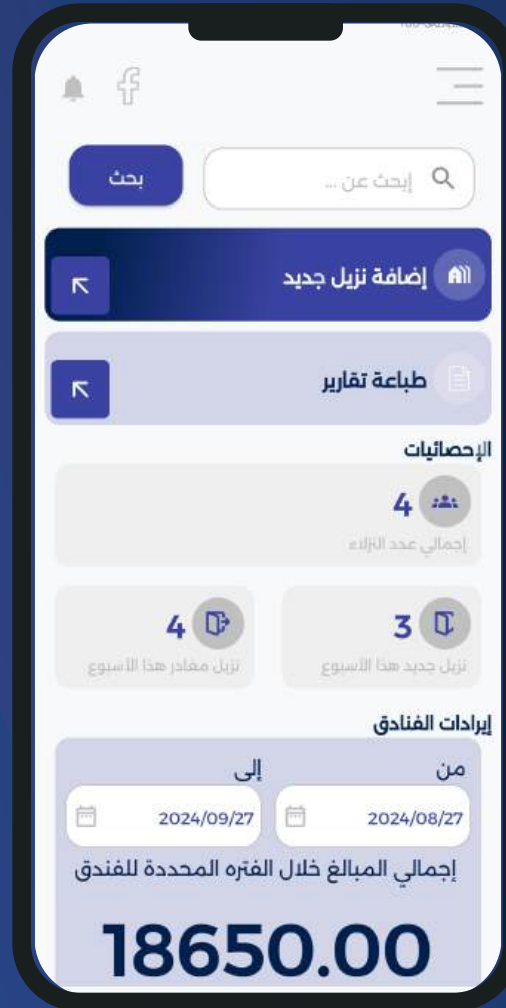 إبحث عن ...
بحث
إضافة نزيل جديد
طباعة تقارير
الإحصائيات
4
إجمالي عدد النزلاء
3
نزيل جديد هذا الأسبوع
4
نزيل مغادر هذا الأسبوع
إيرادات الفنادق
من
إلى
2024/08/27
2024/09/27
إجمالي المبالغ خلال الفتره المحددة للفندق
18650.00